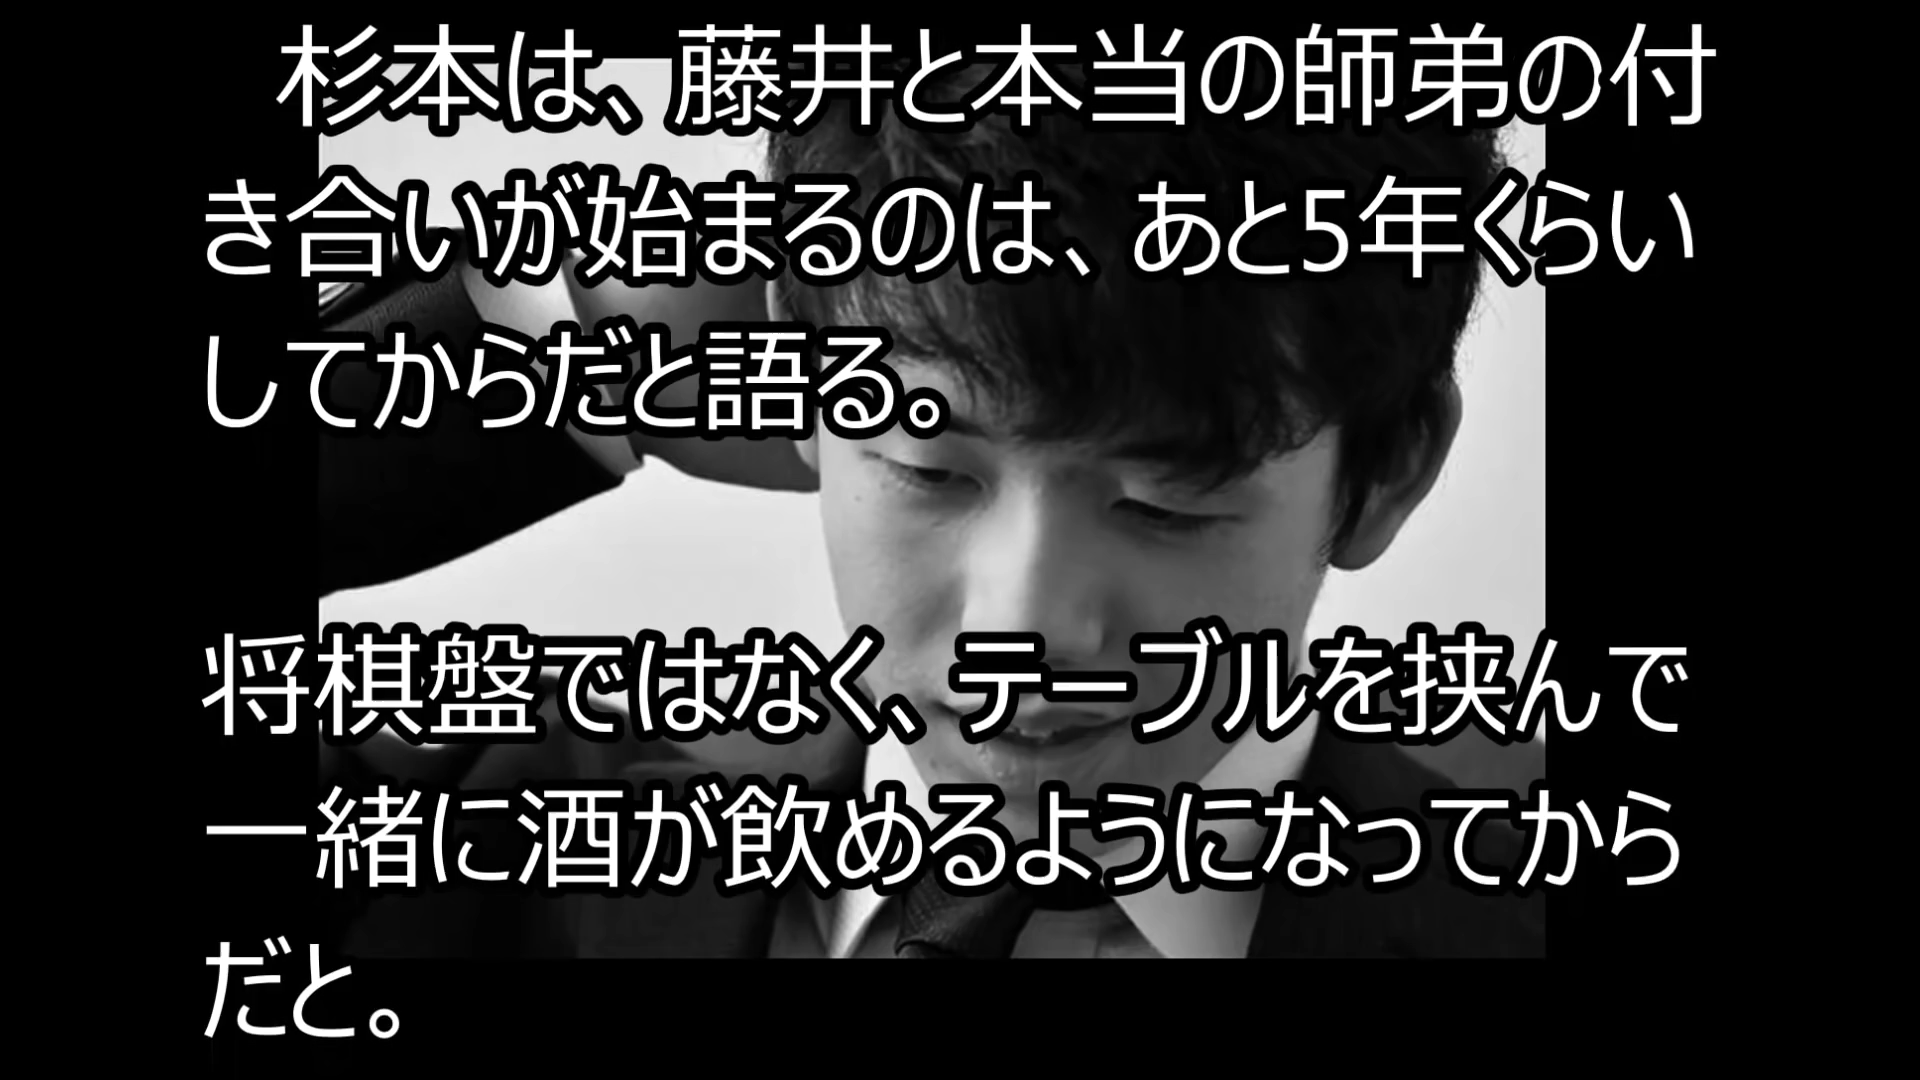 杉本は、藤井と本当の師弟の付
き合いが始まるのは、あと5年くらい
してからだと語る。
将棋盤ではなく、テーブルを挟んで
一緒に酒が飲めるようになってから
だと。